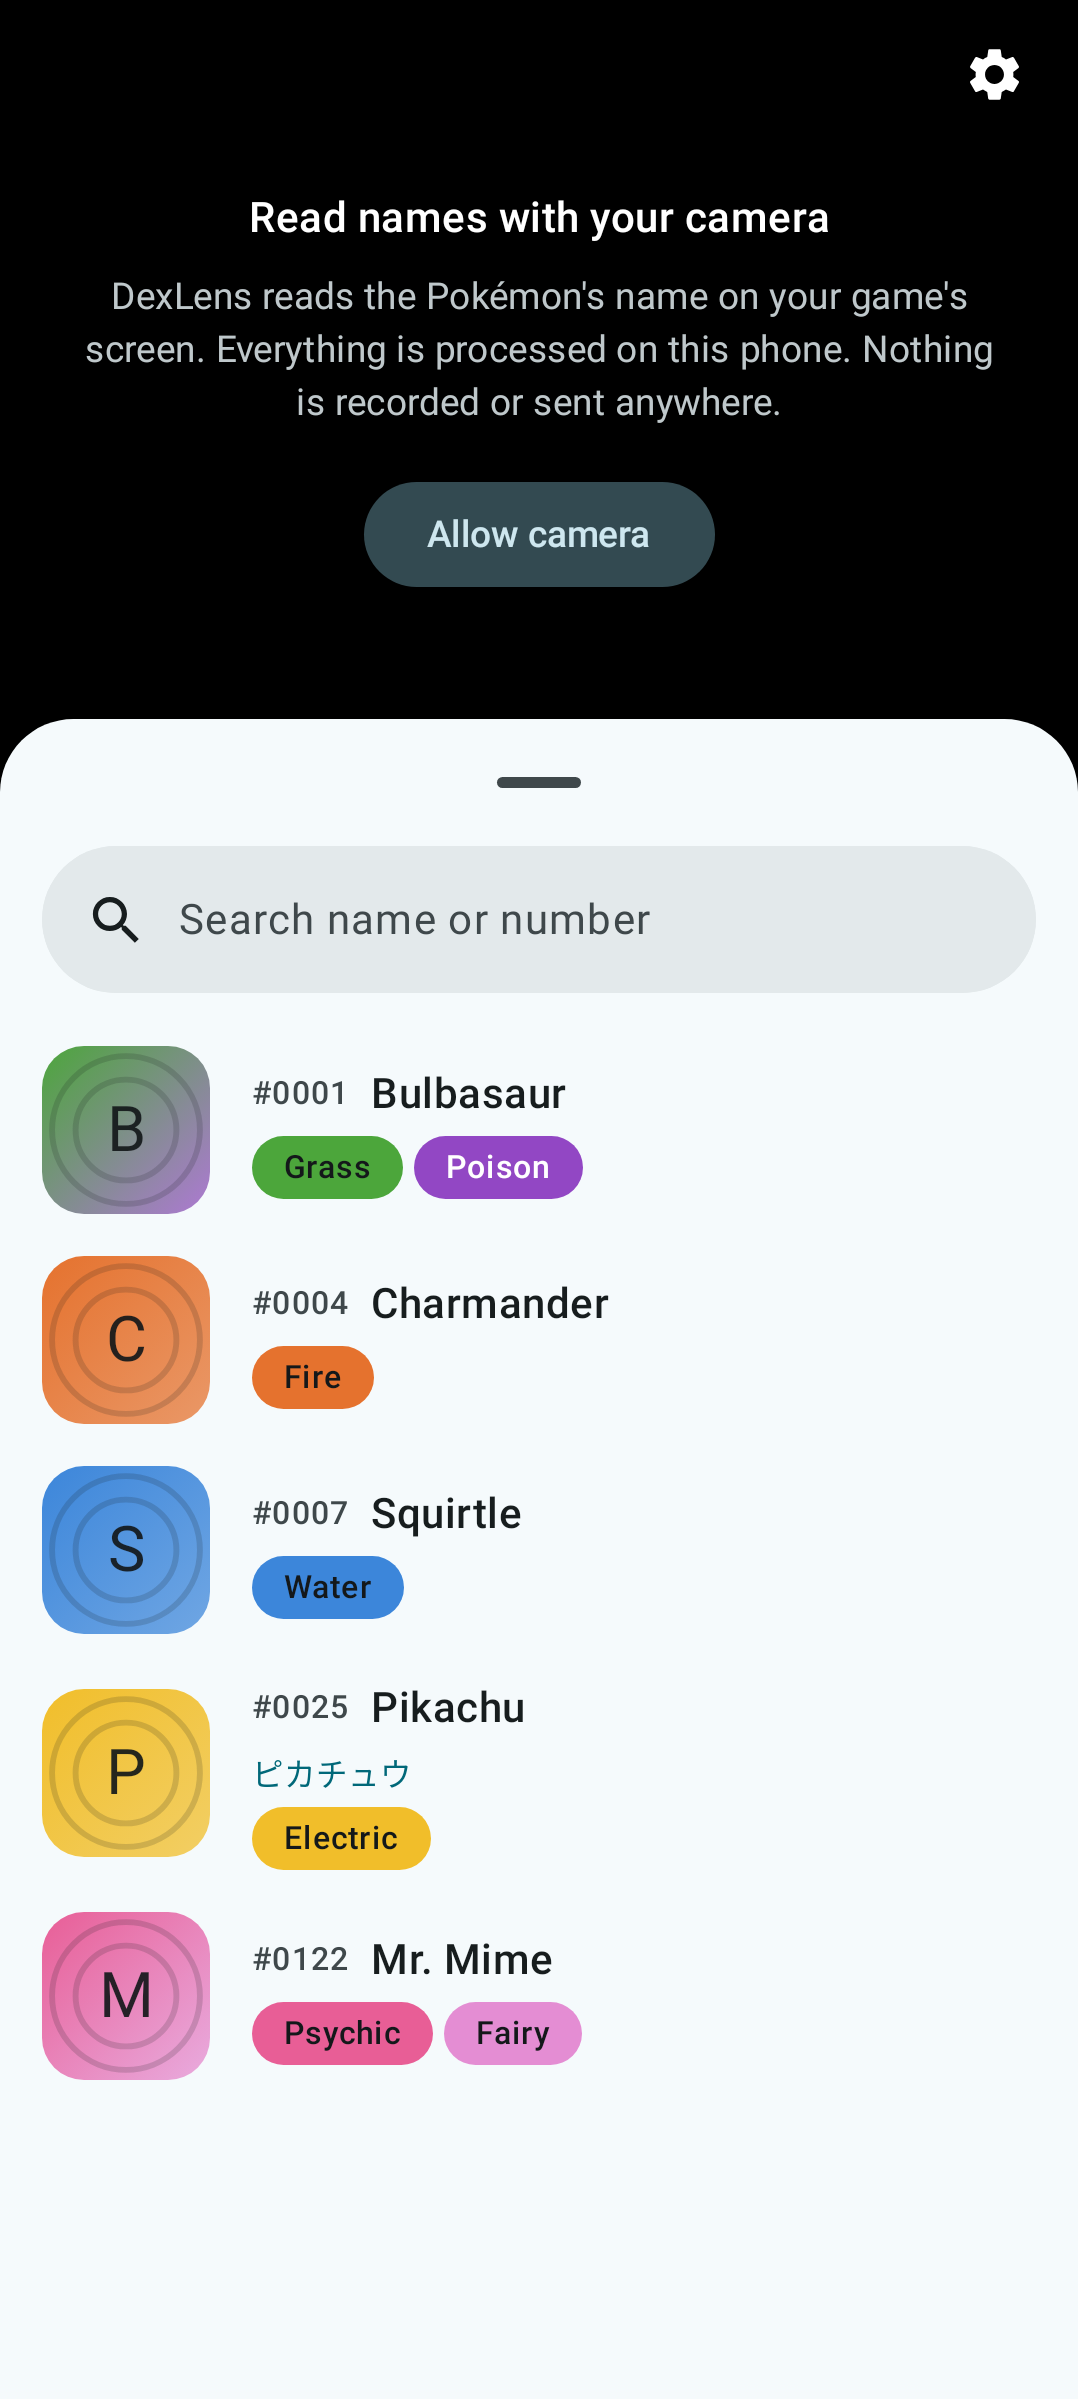 Read names with your camera
DexLens reads the Pokémon's name on your game's
screen. Everything is processed on this phone. Nothing
is recorded or sent anywhere.
Allow camera
Search name or number
B
#0001 Bulbasaur
Grass Poison
C
#0004 Charmander
Fire
S
#0007 Squirtle
Water
P
#0025 Pikachu
ピカチュウ
Electric
M
#0122 Mr. Mime
Psychic Fairy